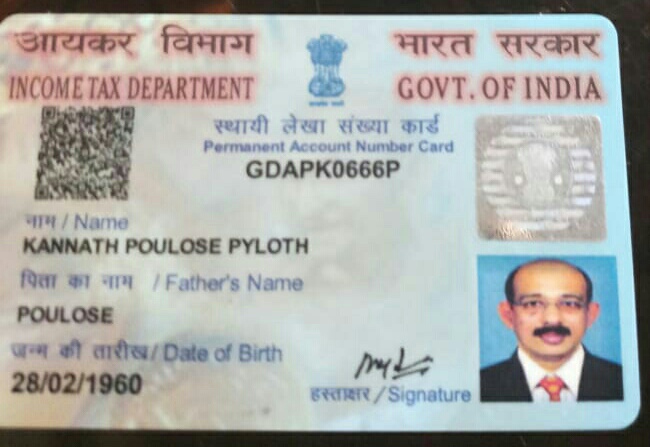 आयकर विभाग
INCOME TAX DEPARTMENT
भारत सरकार
GOVT. OF INDIA
स्थायी लेखा संख्या कार्ड
Permanent Account Number Card
GDAPK0666P
नाम / Name
KANNATH POULOSE PYLOTH
पिता का नाम / Father's Name
POULOSE
जन्म की तारीख / Date of Birth
28/02/1960
हस्ताक्षर / Signature